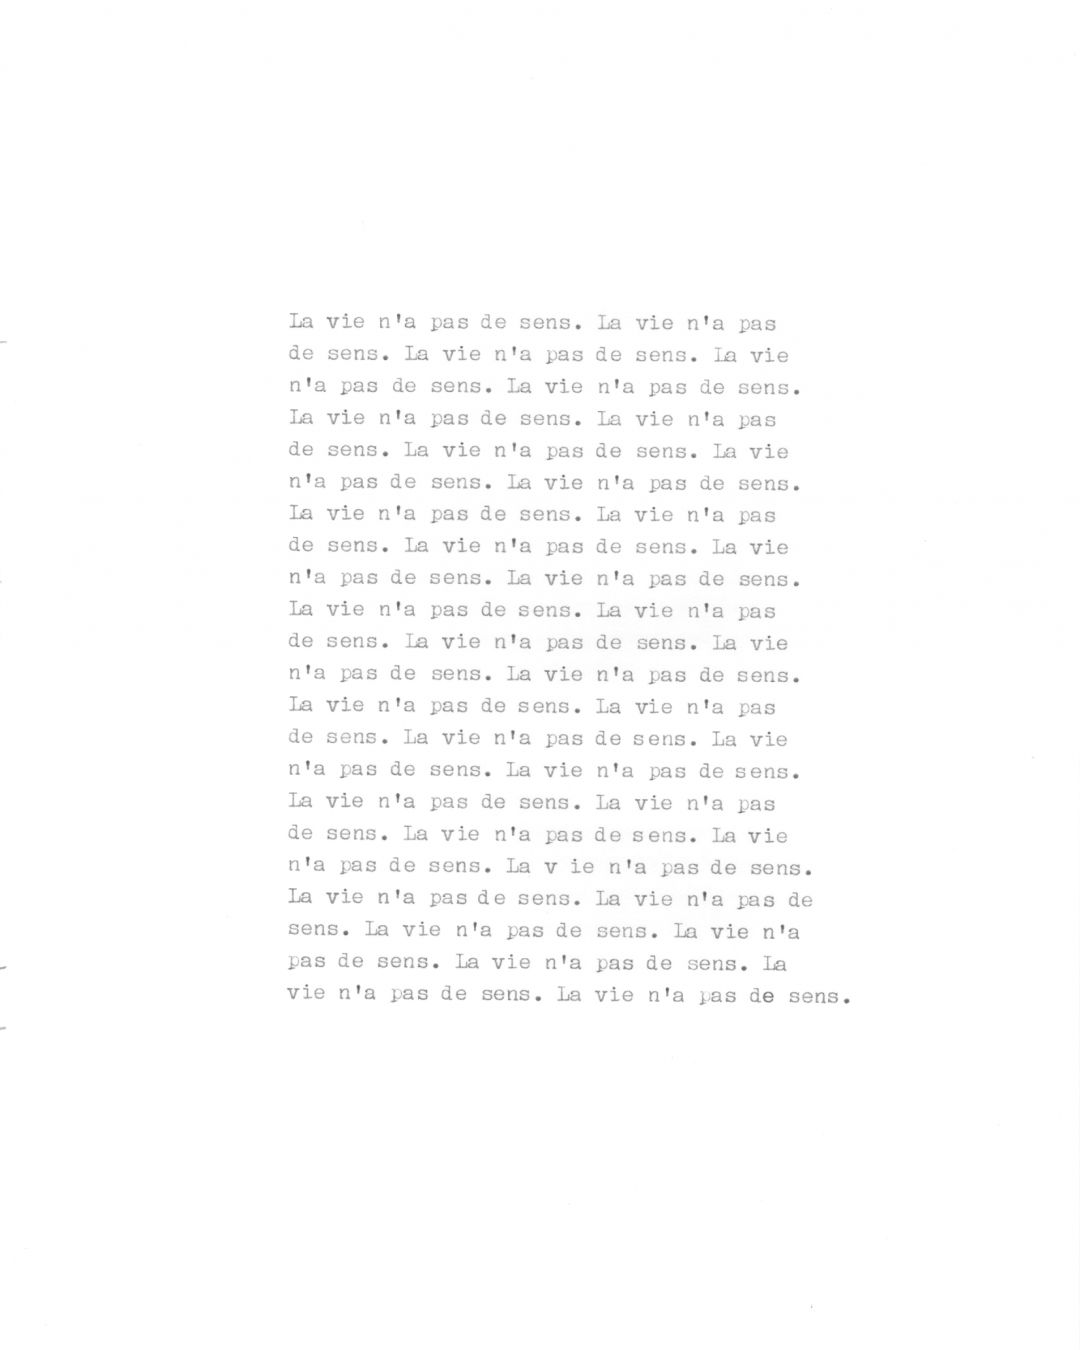 La vie n'a pas de sens. La vie n'a pas
de sens. La vie n'a pas de sens. La vie
n'a pas de sens. La vie n'a pas de sens.
La vie n'a pas de sens. La vie n'a pas
de sens. La vie n'a pas de sens. La vie
n'a pas de sens. La vie n'a pas de sens.
La vie n'a pas de sens. La vie n'a pas
de sens. La vie n'a pas de sens. La vie
n'a pas de sens. La vie n'a pas de sens.
La vie n'a pas de sens. La vie n'a pas
de sens. La vie n'a pas de sens. La vie
n'a pas de sens. La vie n'a pas de sens.
La vie n'a pas de sens. La vie n'a pas
de sens. La vie n'a pas de sens. La vie
n'a pas de sens. La vie n'a pas de sens.
La vie n'a pas de sens. La vie n'a pas
de sens. La vie n'a pas de sens. La vie
n'a pas de sens. La v ie n'a pas de sens.
La vie n'a pas de sens. La vie n'a pas de
sens. La vie n'a pas de sens. La vie n'a
pas de sens. La vie n'a pas de sens. La
vie n'a pas de sens. La vie n'a pas de sens.